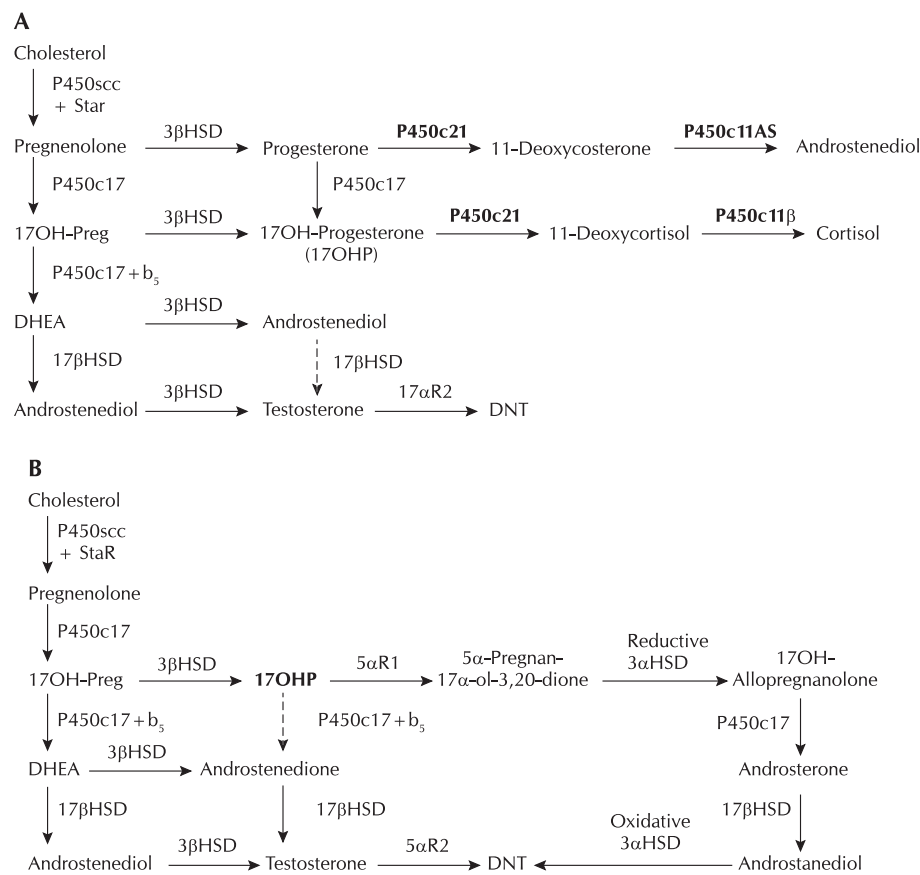 A
Cholesterol
P450scc
+ Star
3βHSD
P450c21
P450c11AS
Pregnenolone
Progesterone
11-Deoxycosterone
Androstenediol
P450c17
P450c17
3βHSD
P450c21
P450c11β
17OH-Preg
17OH-Progesterone
(17OHP)
11-Deoxycortisol
Cortisol
P450c17+b5
3βHSD
DHEA
Androstenediol
17βHSD
17βHSD
3βHSD
17αR2
Androstenediol
Testosterone
DNT
B
Cholesterol
P450scc
+ StaR
Pregnenolone
P450c17
3βHSD
5αR1
5α-Pregnan-
17α-ol-3,20-dione
Reductive
3αHSD
17OH-
Allopregnanolone
17OH-Preg
17OHP
P450c17+b5
P450c17+b5
P450c17
3βHSD
DHEA
Androstenedione
Androsterone
17βHSD
17βHSD
17βHSD
3βHSD
5αR2
Oxidative
3αHSD
Androstenediol
Testosterone
DNT
Androstanediol